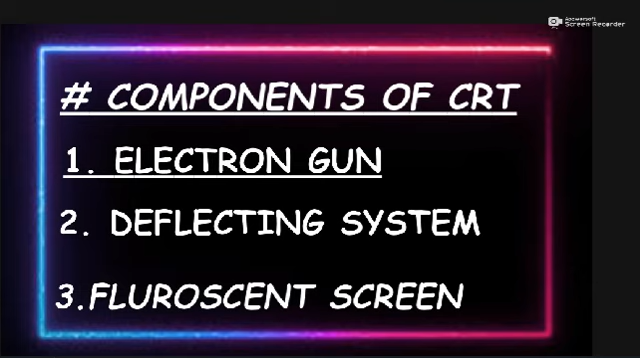 Apowersoft
Screen Recorder
# COMPONENTS OF CRT
1. ELECTRON GUN
2. DEFLECTING SYSTEM
3.FLUROSCENT SCREEN